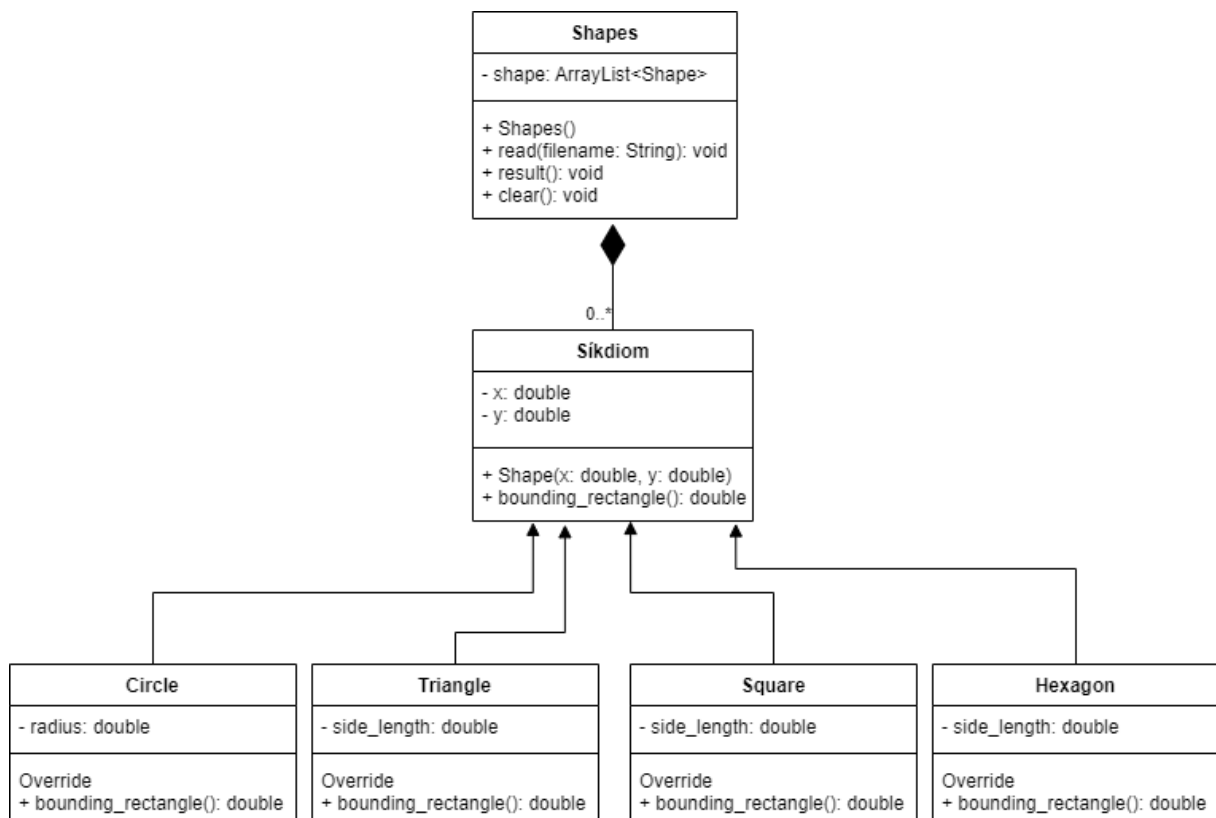 Shapes
- shape: ArrayList<Shape>
+ Shapes()
+ read(filename: String): void
+ result(): void
+ clear(): void
0..*
Síkdiom
- x: double
- y: double
+ Shape(x: double, y: double)
+ bounding_rectangle(): double
Circle
- radius: double
Override
+ bounding_rectangle(): double
Triangle
- side_length: double
Override
+ bounding_rectangle(): double
Square
- side_length: double
Override
+ bounding_rectangle(): double
Hexagon
- side_length: double
Override
+ bounding_rectangle(): double